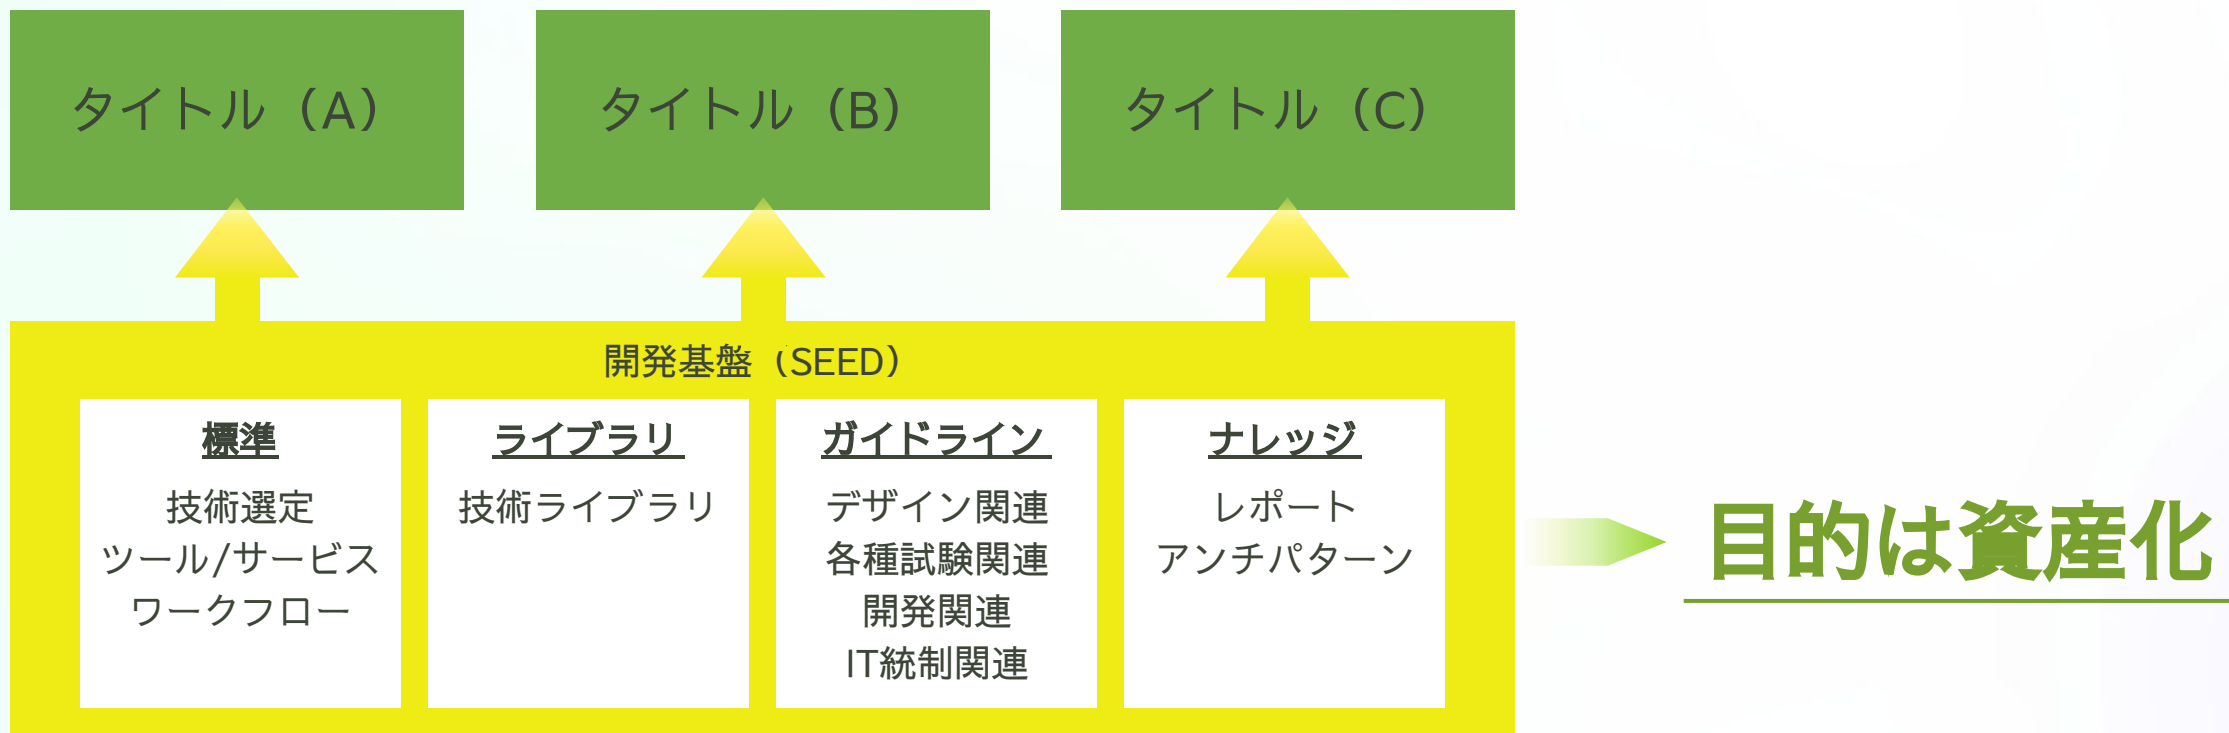 タイトル（A）
タイトル（B）
タイトル（C）
開発基盤（SEED）
標準
技術選定
ツール/サービス
ワークフロー
ライブラリ
技術ライブラリ
ガイドライン
デザイン関連
各種試験関連
開発関連
IT統制関連
ナレッジ
レポート
アンチパターン
目的は資産化